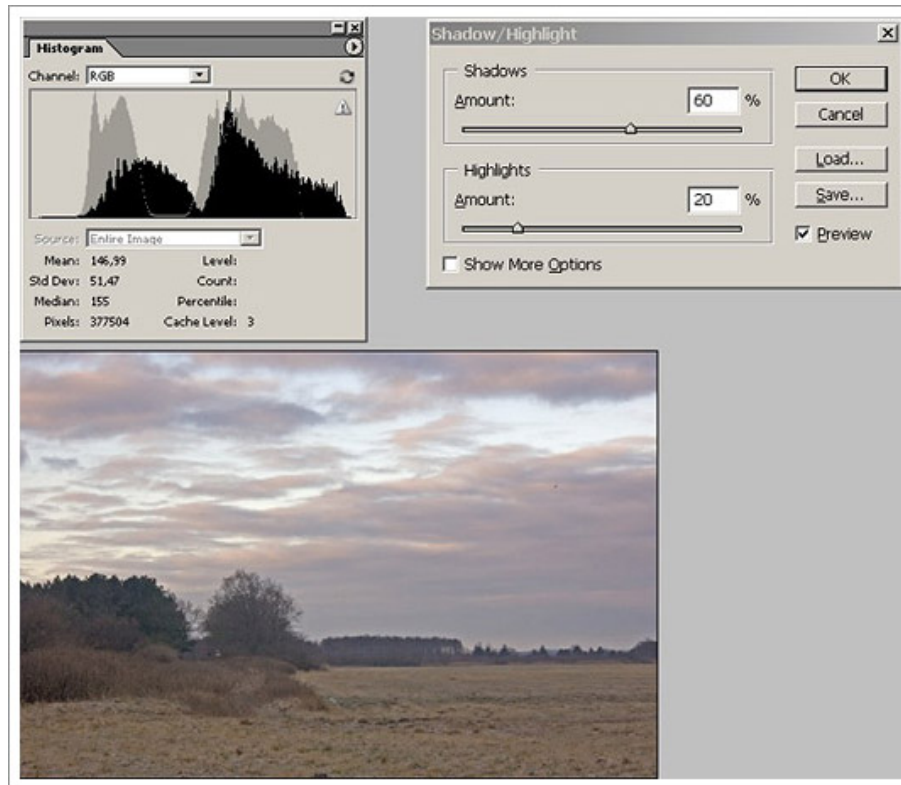 Histogram
Channel: RGB
Source: Entire Image
Mean: 146,99 Level:
Std Dev: 51,47 Count:
Median: 155 Percentile:
Pixels: 377504 Cache Level: 3
Shadow/Highlight
Shadows
Amount: 60 %
Highlights
Amount: 20 %
Show More Options
OK
Cancel
Load...
Save...
Preview